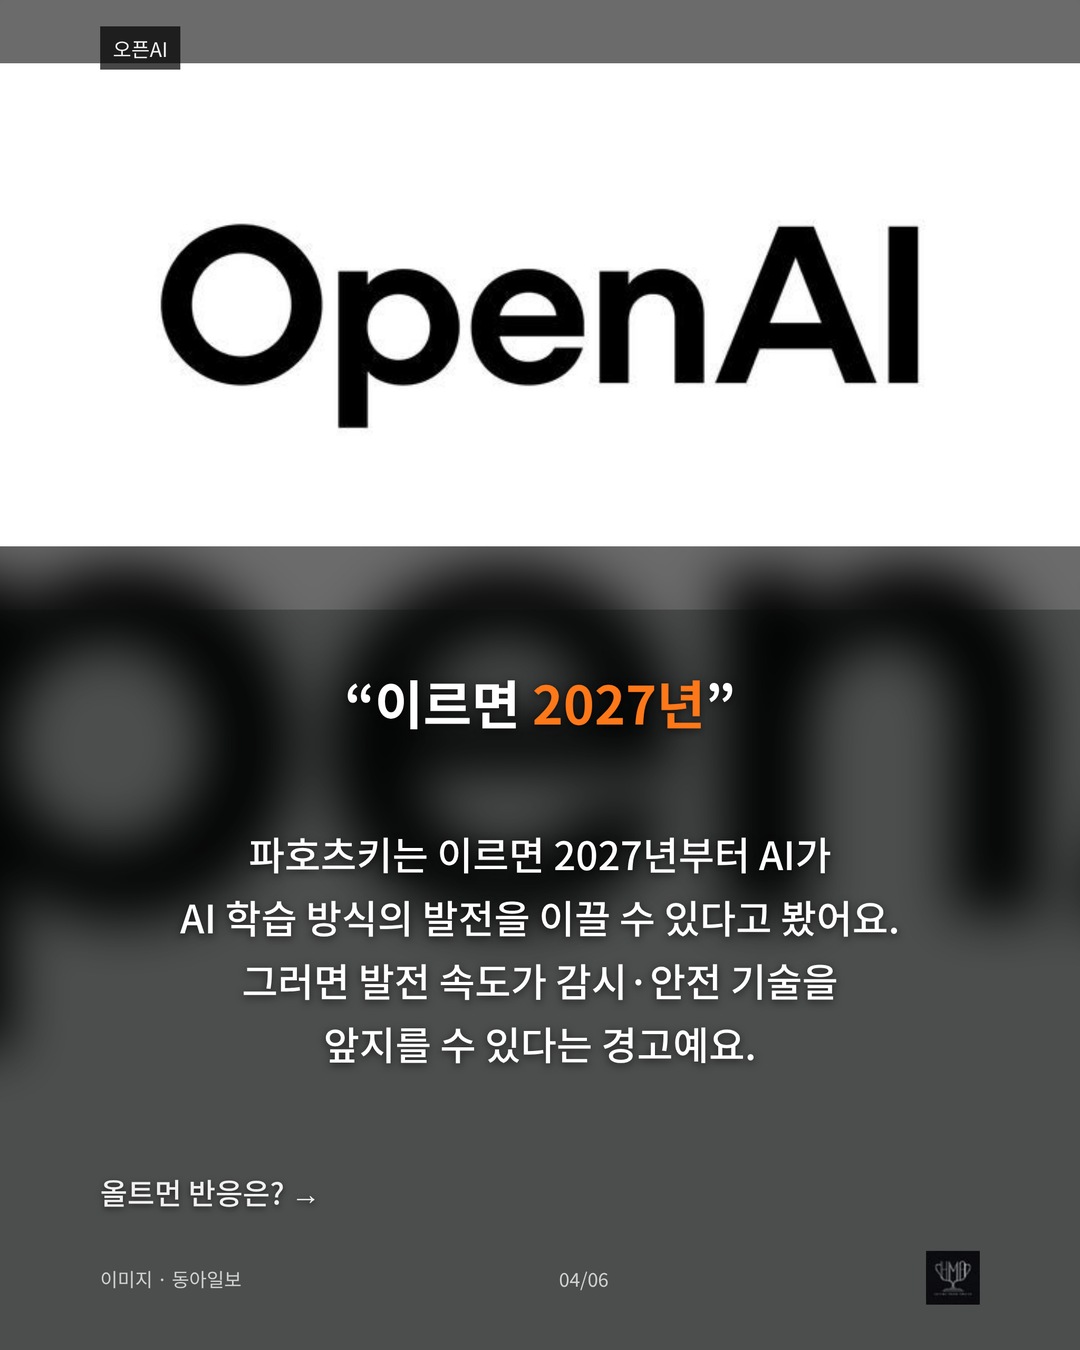 오픈AI
OpenAI
“이르면 2027년”
파호츠키는 이르면 2027년부터 AI가
AI 학습 방식의 발전을 이끌 수 있다고 봤어요.
그러면 발전 속도가 감시·안전 기술을
앞지를 수 있다는 경고예요.
올트먼 반응은? →
이미지 · 동아일보
04/06